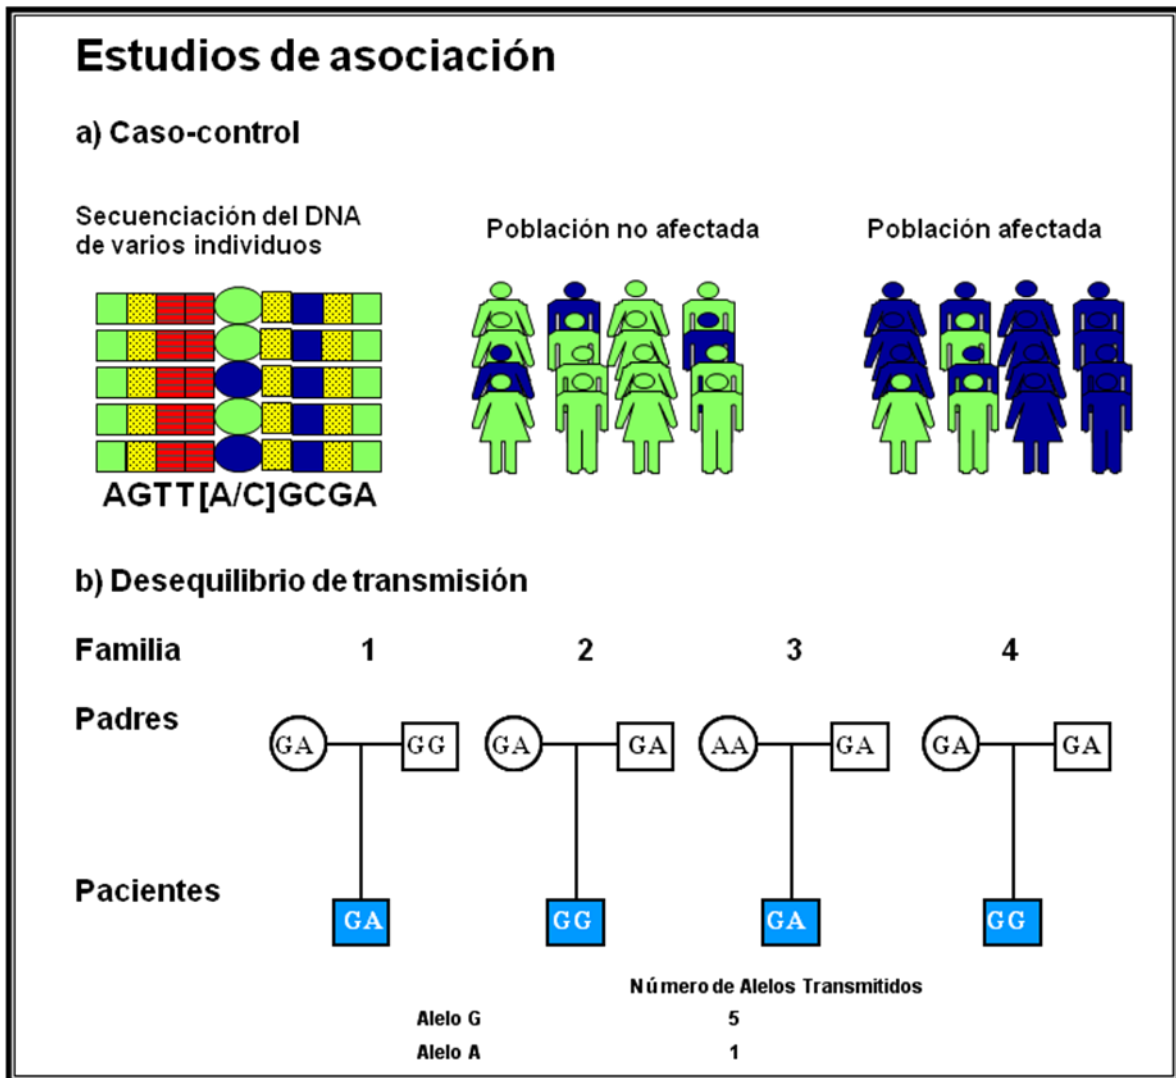 Estudios de asociación
a) Caso-control
Secuenciación del DNA
de varios individuos
Población no afectada
Población afectada
AGTT[A/C]GCGA
b) Desequilibrio de transmisión
Familia 1 2 3 4
Padres
GA GG GA GA AA GA GA GA
Pacientes
GA GG GA GG
Número de Alelos Transmitidos
Alelo G 5
Alelo A 1